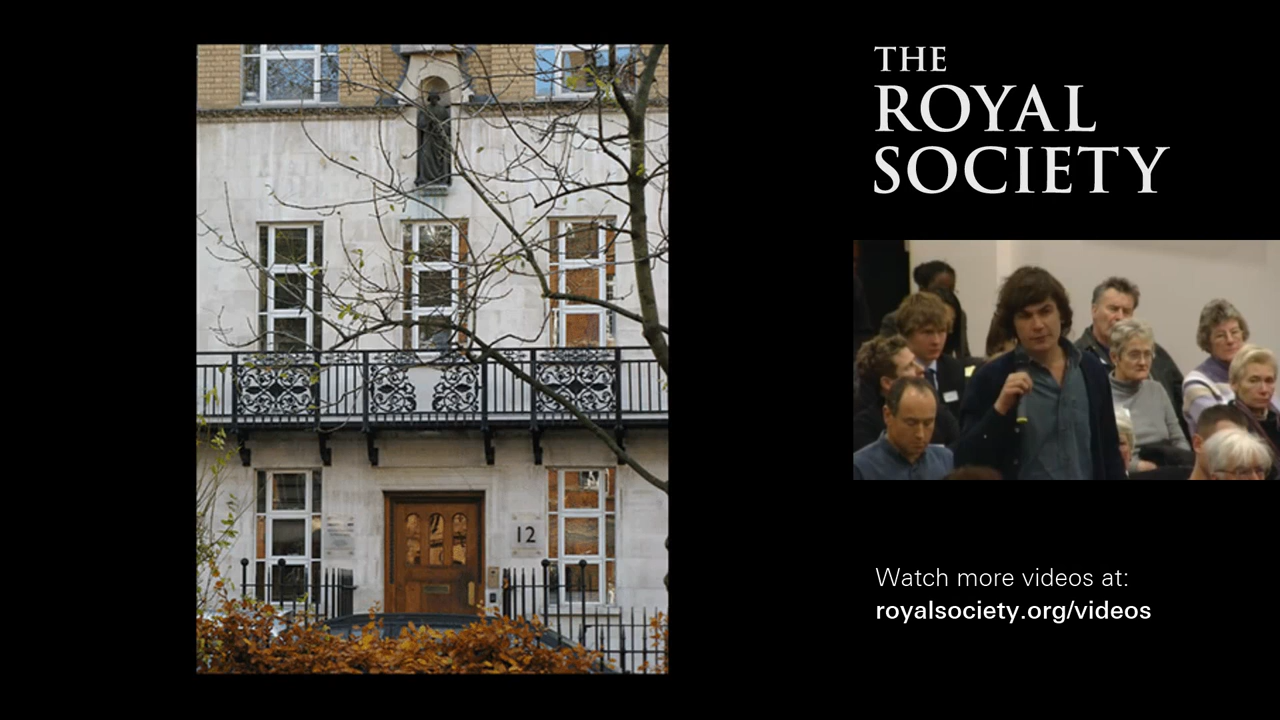 THE
ROYAL
SOCIETY
12
Watch more videos at:
royalsociety.org/videos